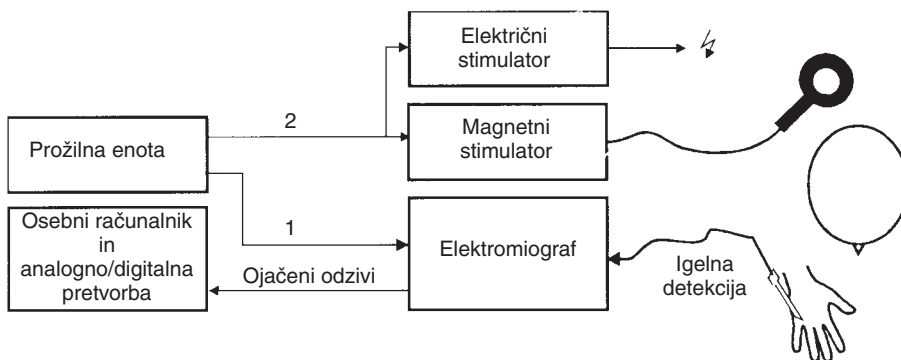 Električni
stimulator
2
Magnetni
stimulator
Prožilna enota
Osebni računalnik
in
analogno/digitalna
pretvorba
1
Elektromiograf
Ojačeni odzivi
Igelna
detekcija